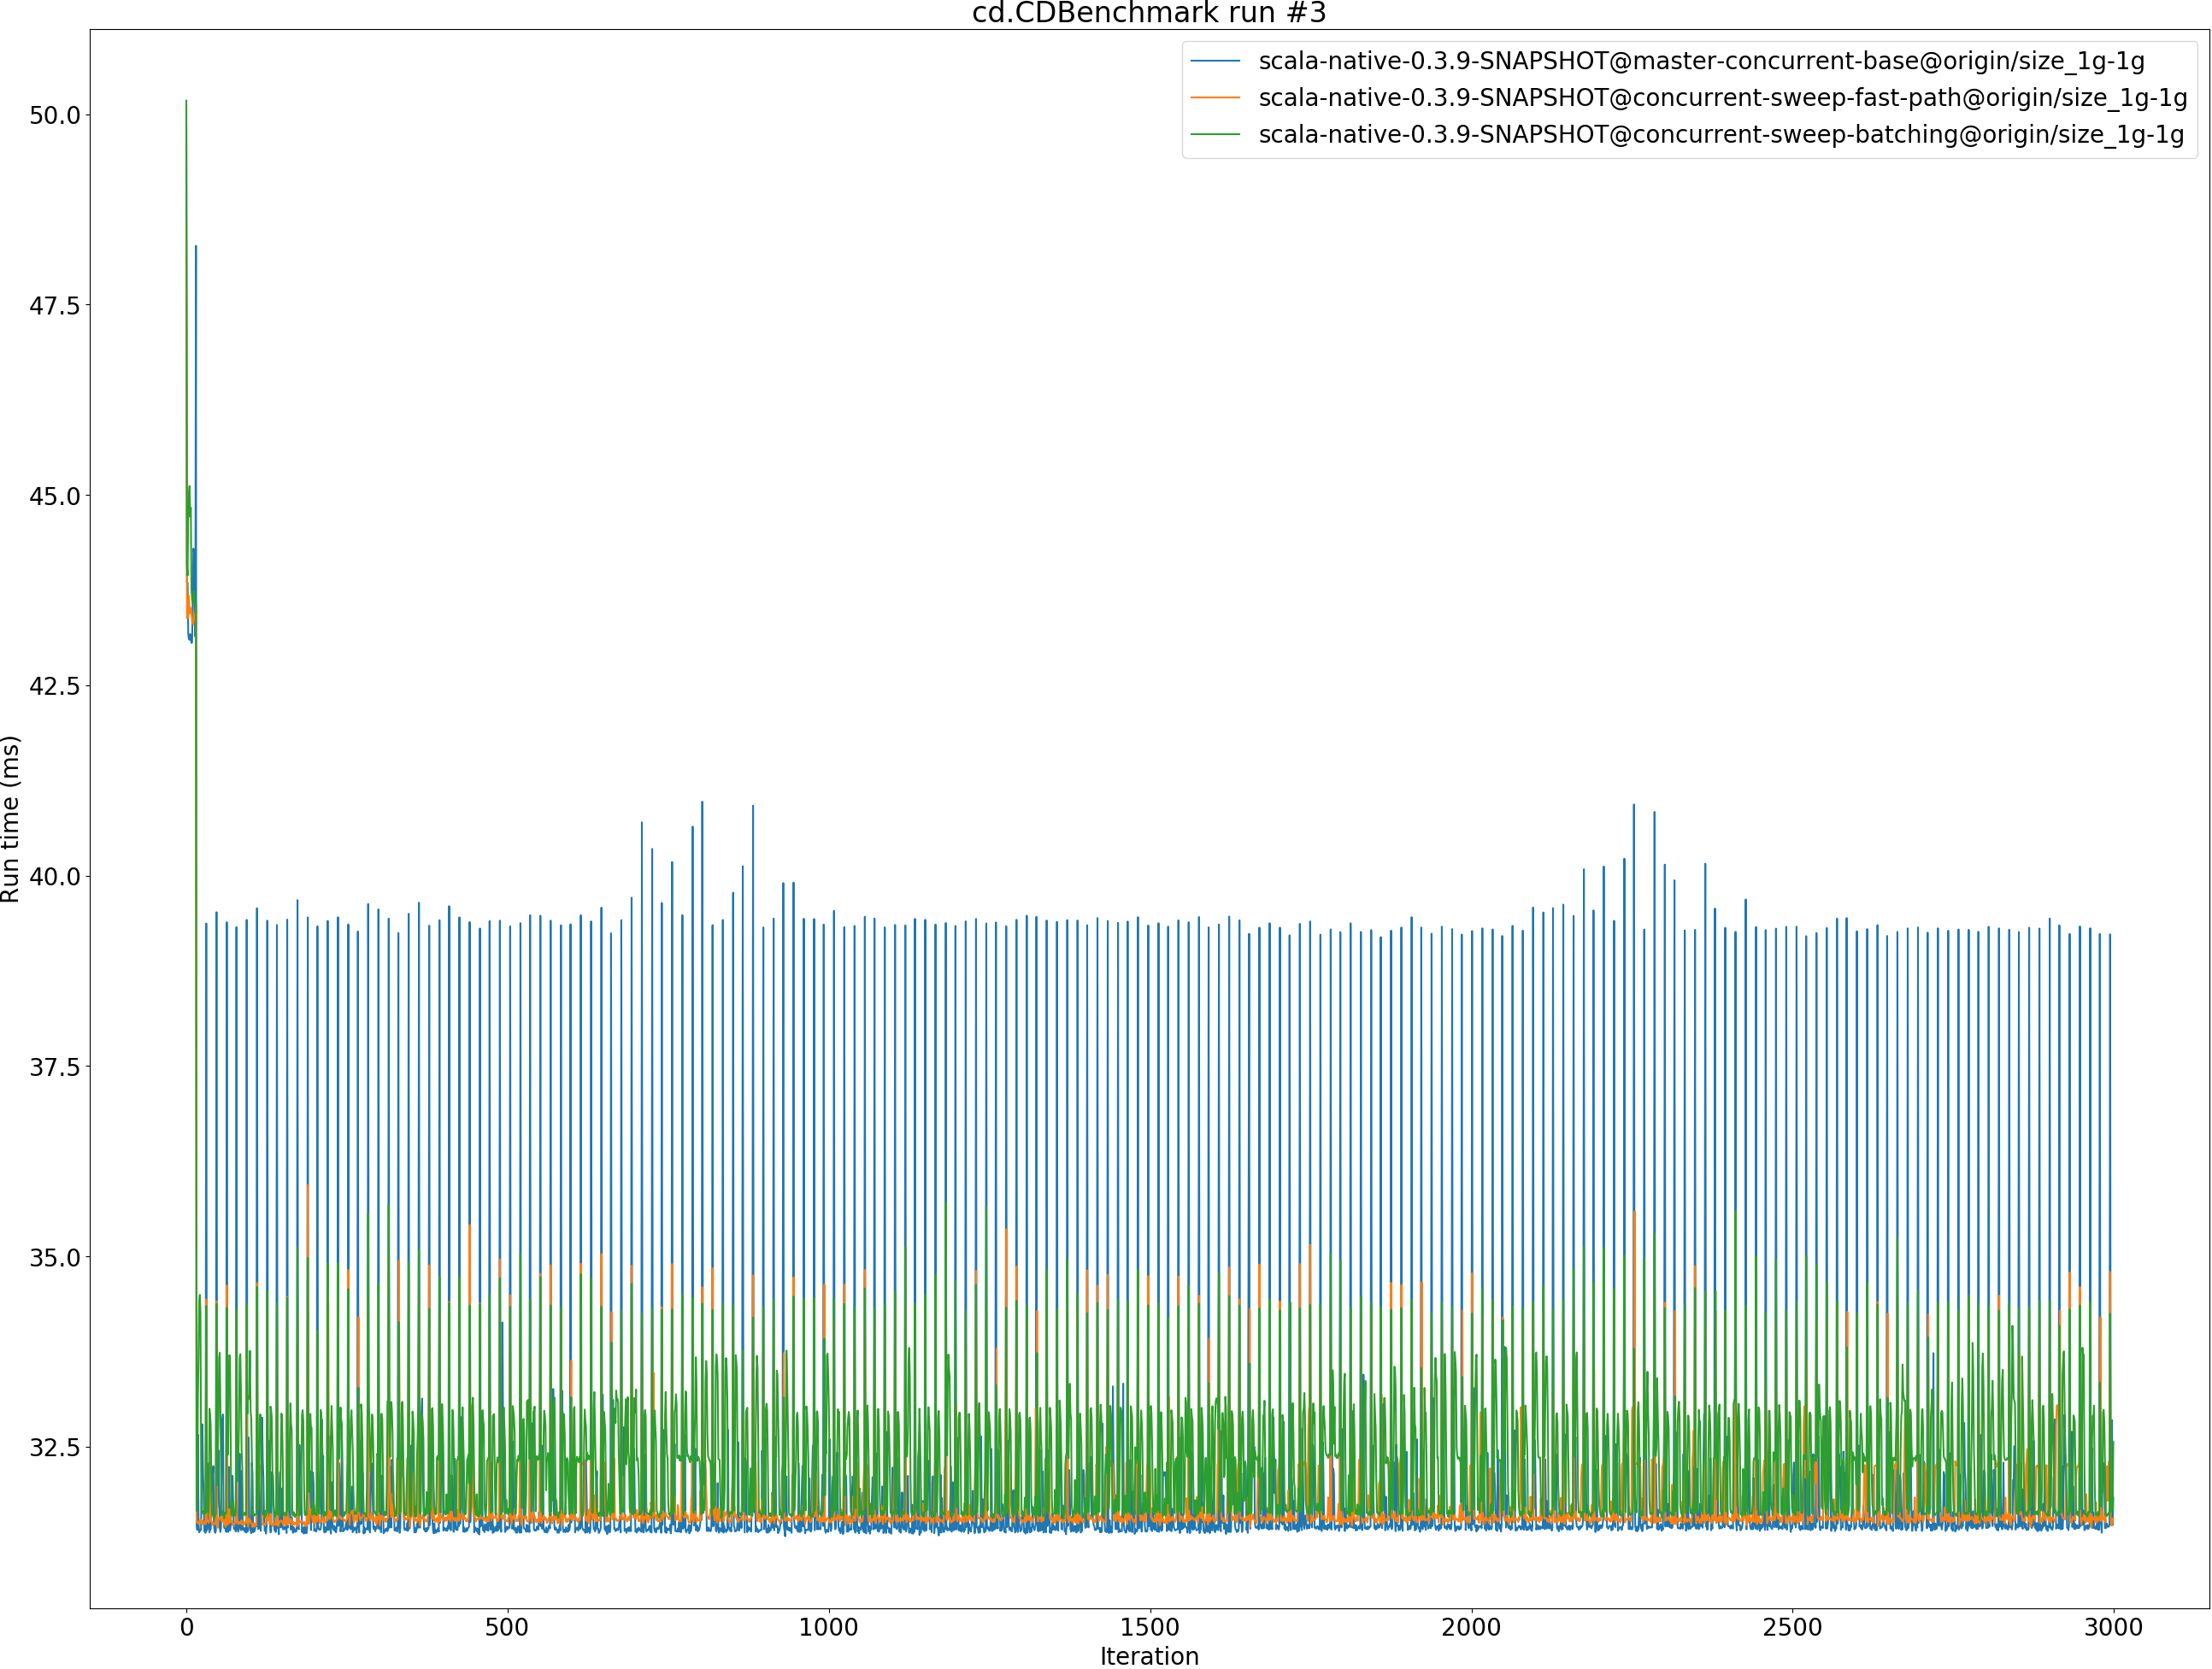 cd.CDBenchmark run #3
scala-native-0.3.9-SNAPSHOT@master-concurrent-base@origin/size_1g-1g
scala-native-0.3.9-SNAPSHOT@concurrent-sweep-fast-path@origin/size_1g-1g
scala-native-0.3.9-SNAPSHOT@concurrent-sweep-batching@origin/size_1g-1g
Run time (ms)
50.0
47.5
45.0
42.5
40.0
37.5
35.0
32.5
0 500 1000 1500 2000 2500 3000
Iteration